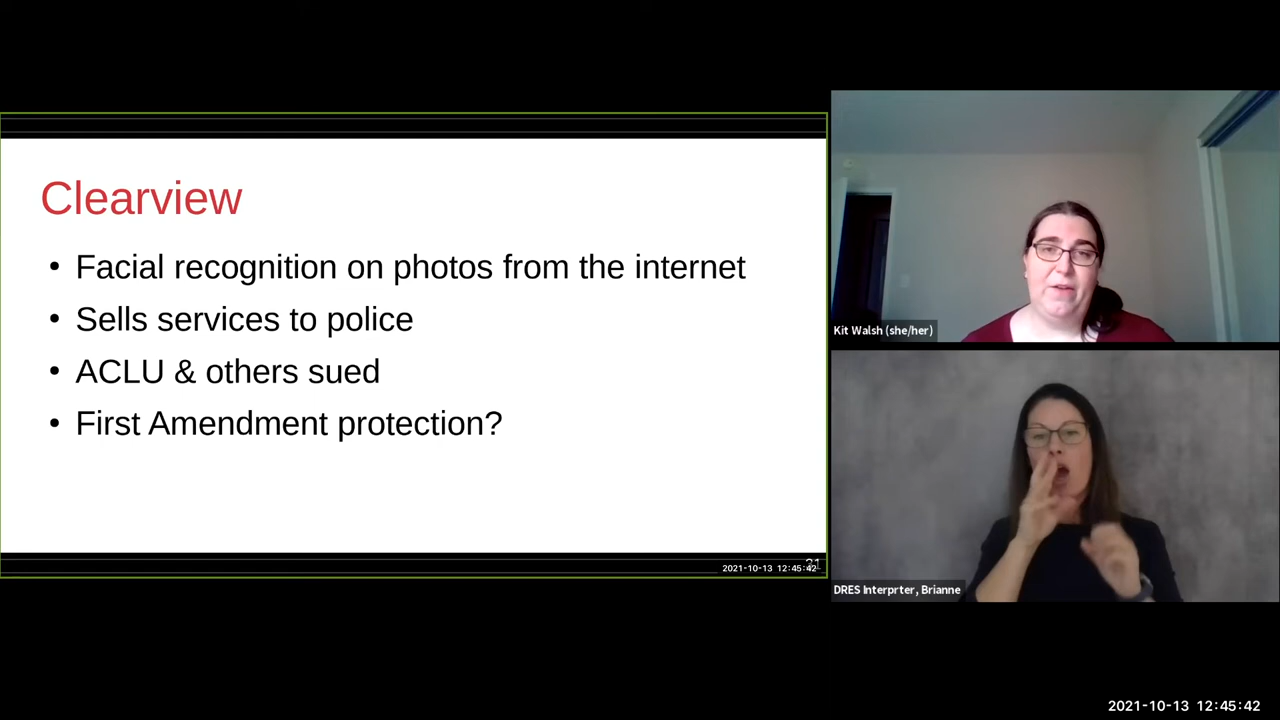 Clearview
• Facial recognition on photos from the internet
• Sells services to police
• ACLU & others sued
• First Amendment protection?
2021-10-13 12:45:42
Kit Walsh (she/her)
DRES Interprter, Brianne
2021-10-13 12:45:42